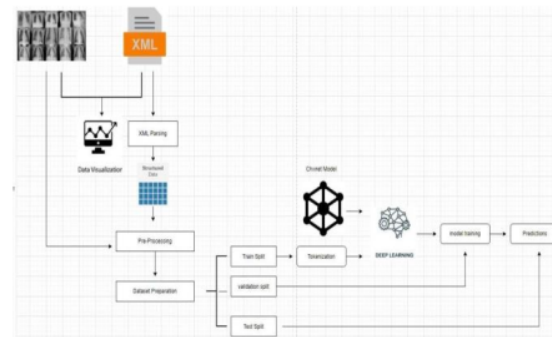 XML
Data Visualization
XML Parsing
Structured
Data
Pre-Processing
Dataset Preparation
Train Split
validation split
Test Split
Tokenization
Chexnet Model
DEEP LEARNING
model training
Predictions